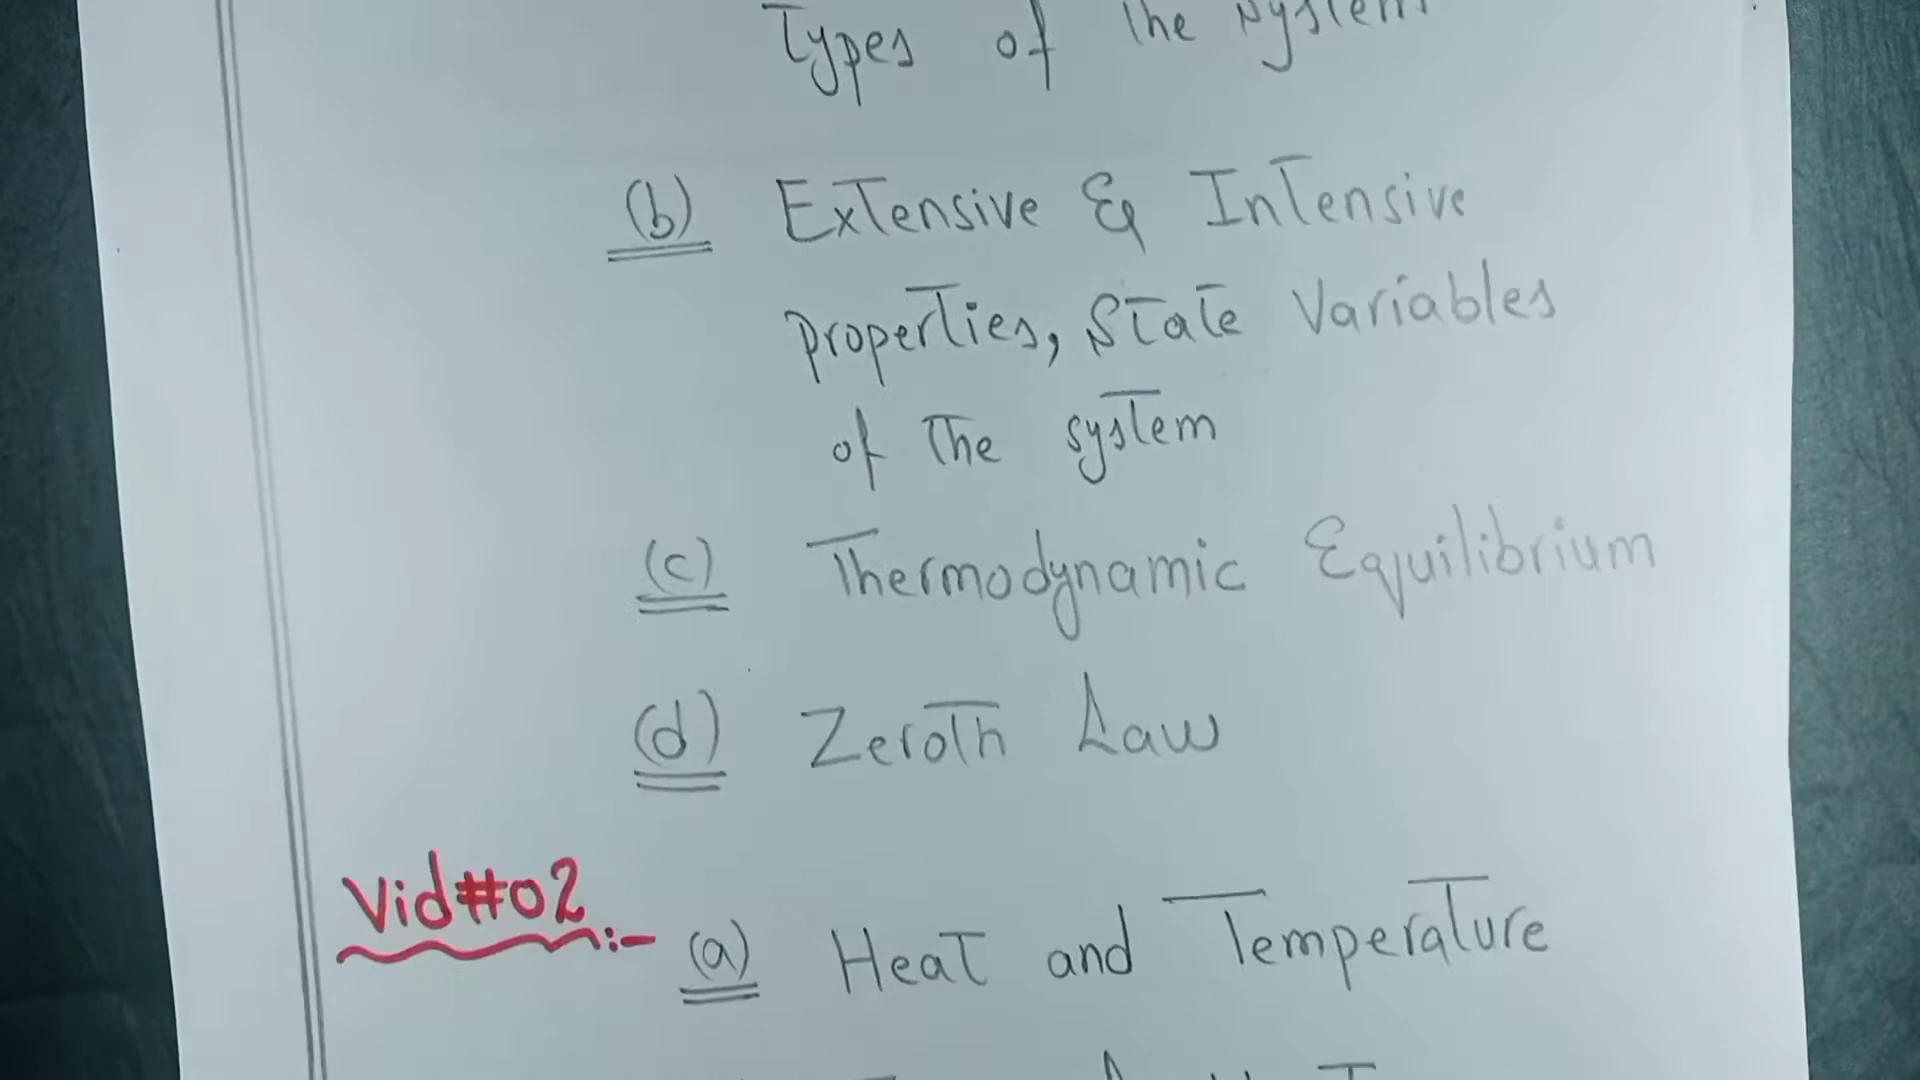 Types of the system
(b) Extensive & Intensive
properties, State Variables
of the system
(c) Thermodynamic Equilibrium
(d) Zeroth Law
Vid#02:- (a) Heat and Temperature